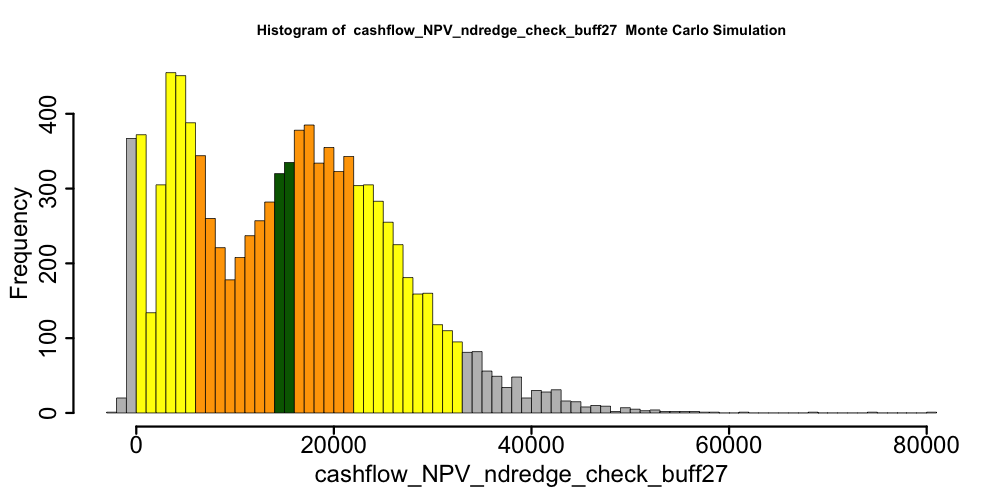 Histogram of  cashflow_NPV_ndredge_check_buff27  Monte Carlo Simulation
Frequency
400
300
200
100
0
0 20000 40000 60000 80000
cashflow_NPV_ndredge_check_buff27